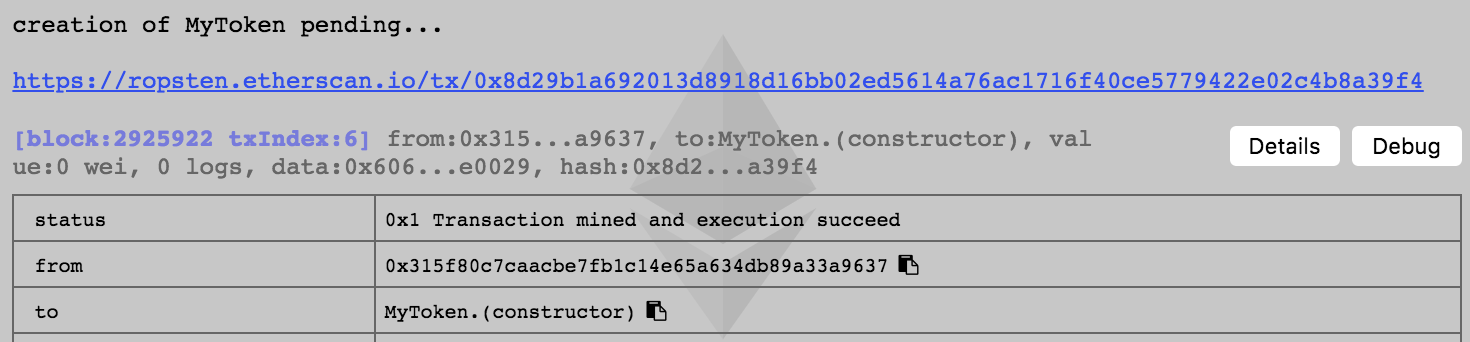 creation of MyToken pending...
https://ropsten.etherscan.io/tx/0x8d29b1a692013d8918d16bb02ed5614a76ac1716f40ce5779422e02c4b8a39f4
[block:2925922 txIndex:6] from:0x315...a9637, to:MyToken.(constructor), val
ue:0 wei, 0 logs, data:0x606...e0029, hash:0x8d2...a39f4
Details Debug
status 0x1 Transaction mined and execution succeed
from 0x315f80c7caacbe7fb1c14e65a634db89a33a9637
to MyToken.(constructor)